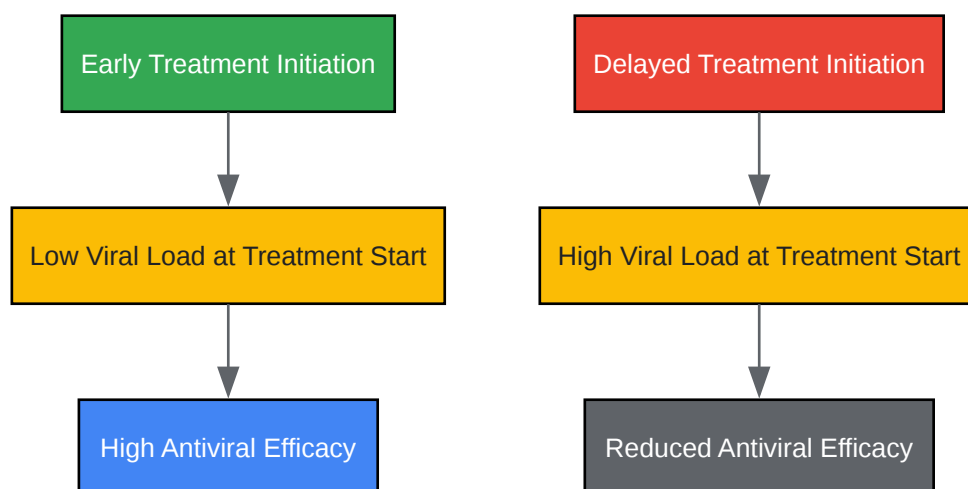 Early Treatment Initiation
Delayed Treatment Initiation
Low Viral Load at Treatment Start
High Viral Load at Treatment Start
High Antiviral Efficacy
Reduced Antiviral Efficacy